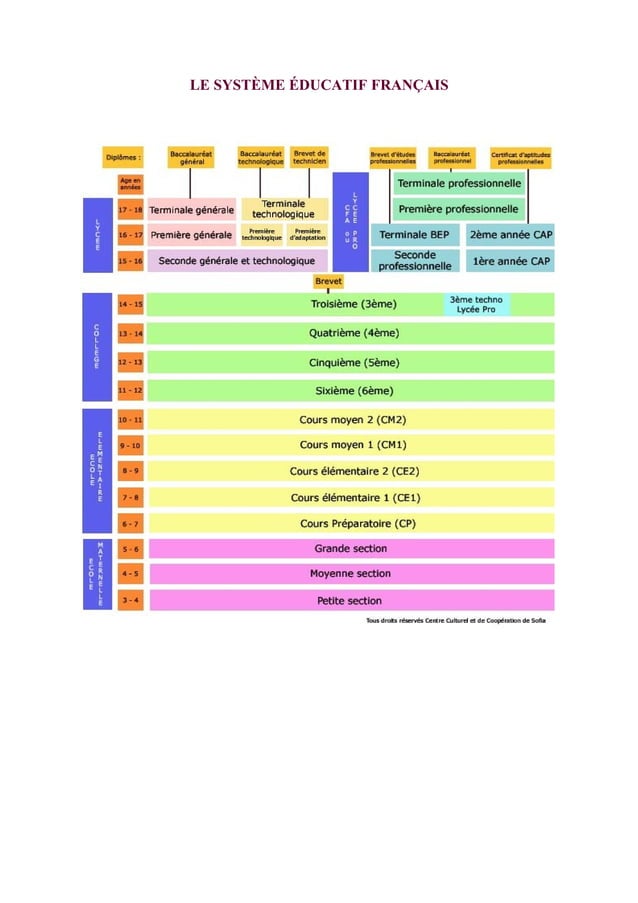 LE SYSTÈME ÉDUCATIF FRANÇAIS
Diplômes :
Baccalauréat
général
Baccalauréat
technologique
Brevet de
technicien
Brevet d'études
professionnelles
Baccalauréat
professionnel
Certificat d'aptitudes
professionnelles
Age en
années
LYCEE
CFA ou
LYCEE PRO
Terminale professionnelle
17 - 18
Terminale générale
Terminale
technologique
Première professionnelle
16 - 17
Première générale
Première
technologique
Première
d'adaptation
Terminale BEP
2ème année CAP
15 - 16
Seconde générale et technologique
Seconde
professionnelle
1ère année CAP
Brevet
COLLEGE
14 - 15
Troisième (3ème)
3ème techno
Lycée Pro
13 - 14
Quatrième (4ème)
12 - 13
Cinquième (5ème)
11 - 12
Sixième (6ème)
ECOLE
ELEMENTAIRE
10 - 11
Cours moyen 2 (CM2)
9 - 10
Cours moyen 1 (CM1)
8 - 9
Cours élémentaire 2 (CE2)
7 - 8
Cours élémentaire 1 (CE1)
6 - 7
Cours Préparatoire (CP)
ECOLE
MATERNELLE
5 - 6
Grande section
4 - 5
Moyenne section
3 - 4
Petite section
Tous droits réservés Centre Culturel et de Coopération de Sofia